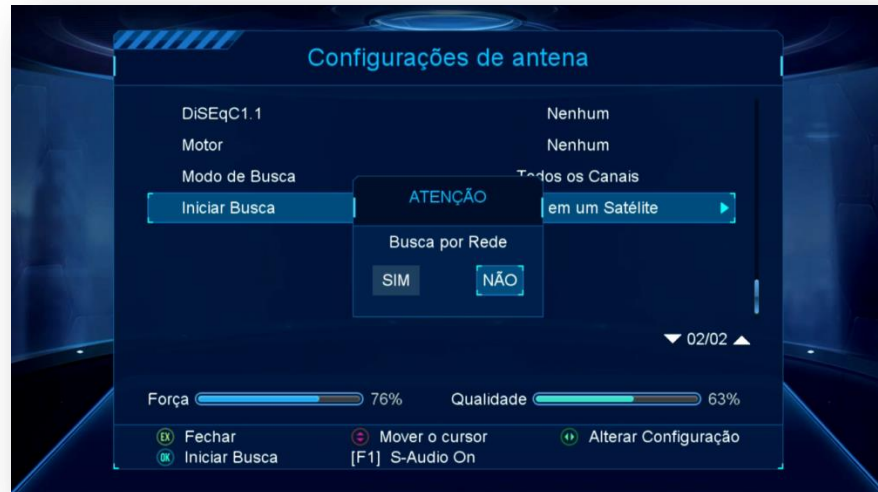 Configurações de antena
DiSEqC1.1 Nenhum
Motor Nenhum
Modo de Busca Todos os Canais
Iniciar Busca em um Satélite
ATENÇÃO
Busca por Rede
SIM NÃO
02/02
Força 76% Qualidade 63%
EX Fechar Mover o cursor Alterar Configuração
OK Iniciar Busca [F1] S-Audio On